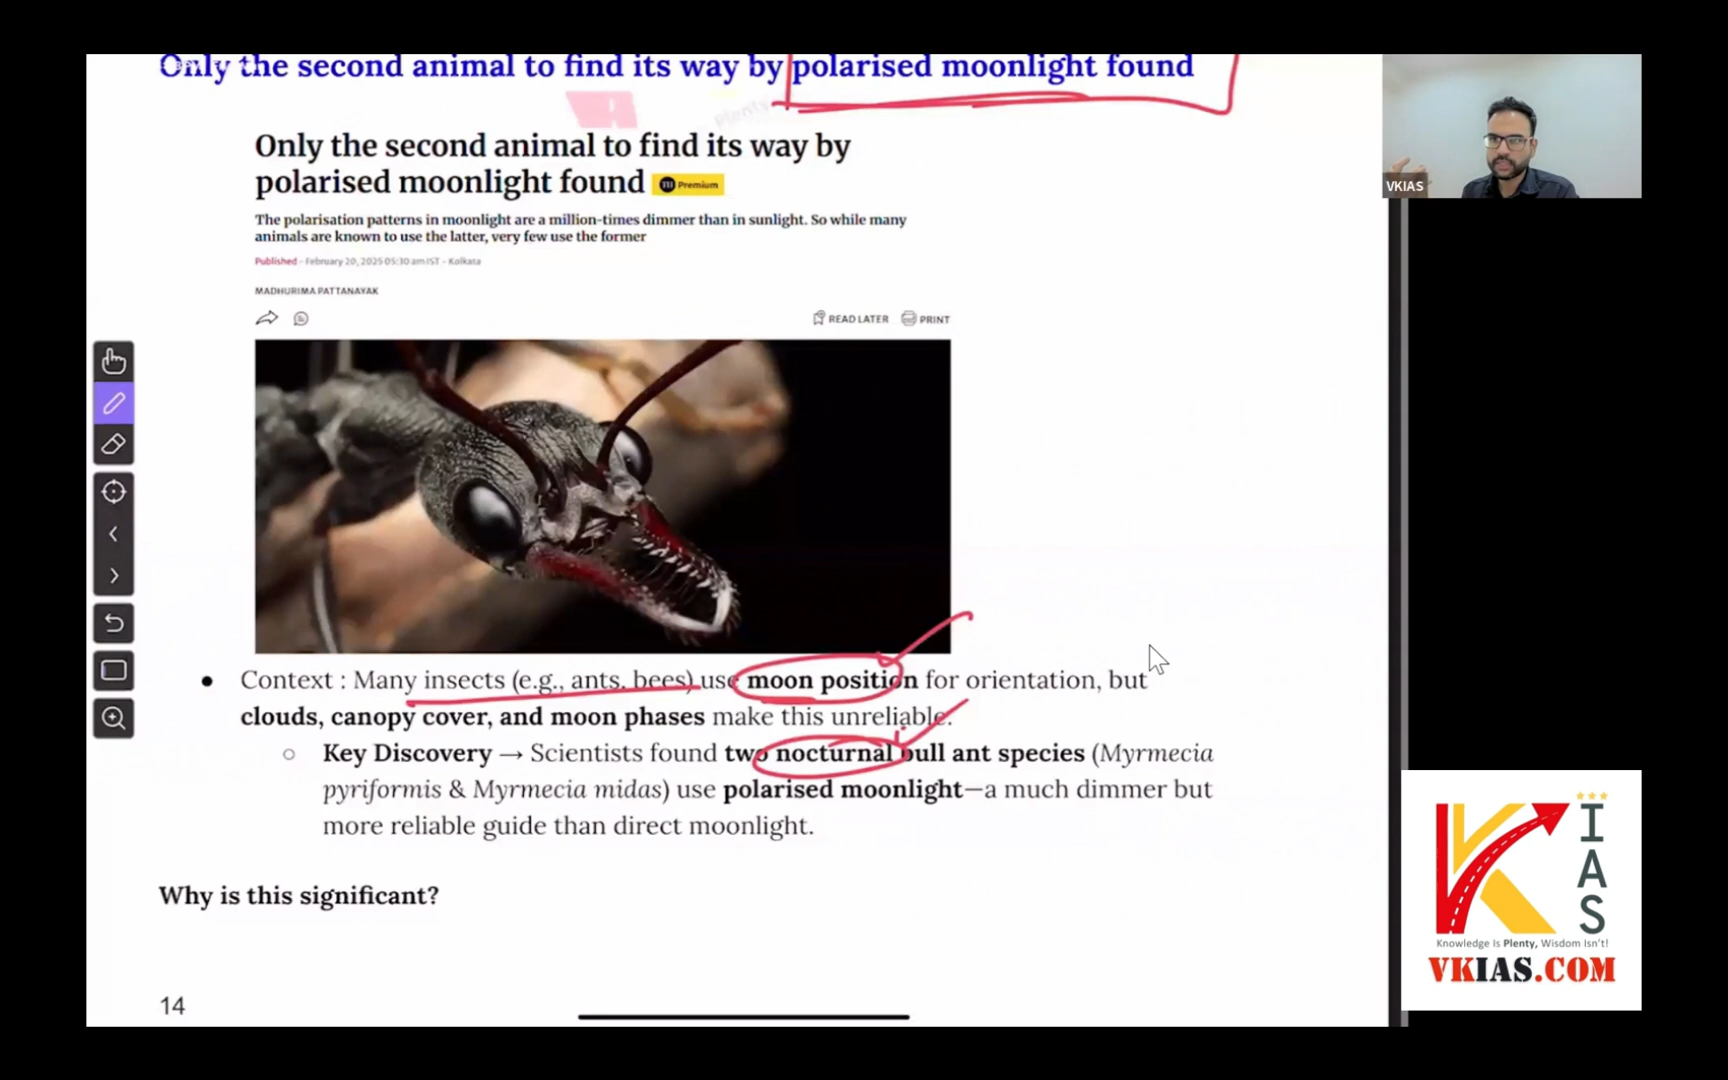 Only the second animal to find its way by polarised moonlight found
Plenty
Only the second animal to find its way by
polarised moonlight found Premium
The polarisation patterns in moonlight are a million-times dimmer than in sunlight. So while many
animals are known to use the latter, very few use the former
Published - February 20, 2025 05:30 am IST - Kolkata
MADHURIMA PATTANAYAK
READ LATER PRINT
VKIAS
● Context : Many insects (e.g., ants, bees) use moon position for orientation, but
clouds, canopy cover, and moon phases make this unreliable.
○ Key Discovery → Scientists found two nocturnal bull ant species (Myrmecia
pyriformis & Myrmecia midas) use polarised moonlight—a much dimmer but
more reliable guide than direct moonlight.
Why is this significant?
14
IAS
Knowledge Is Plenty, Wisdom Isn't!
VKIAS.COM